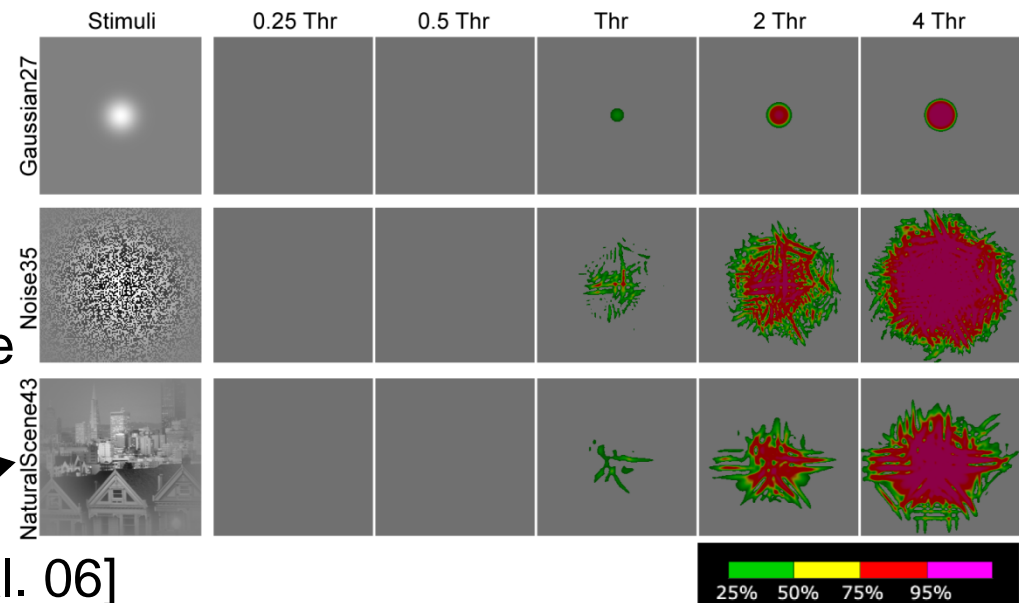 Stimuli 0.25 Thr 0.5 Thr Thr 2 Thr 4 Thr
Gaussian27
Noise35
e
NaturalScene43
l. 06]
25% 50% 75% 95%